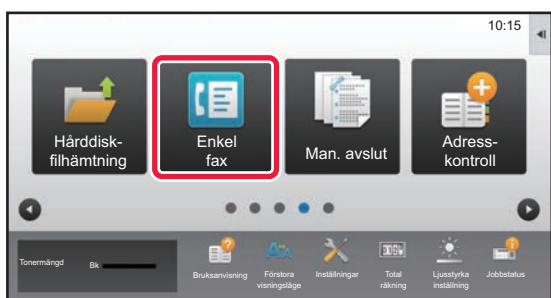 10:15
Hårddisk-
filhämtning
Enkel
fax
Man. avslut
Adress-
kontroll
Tonermängd
Bk
Bruksanvisning
Förstora
visningsläge
Inställningar
Total
räkning
Ljusstyrka
inställning
Jobbstatus